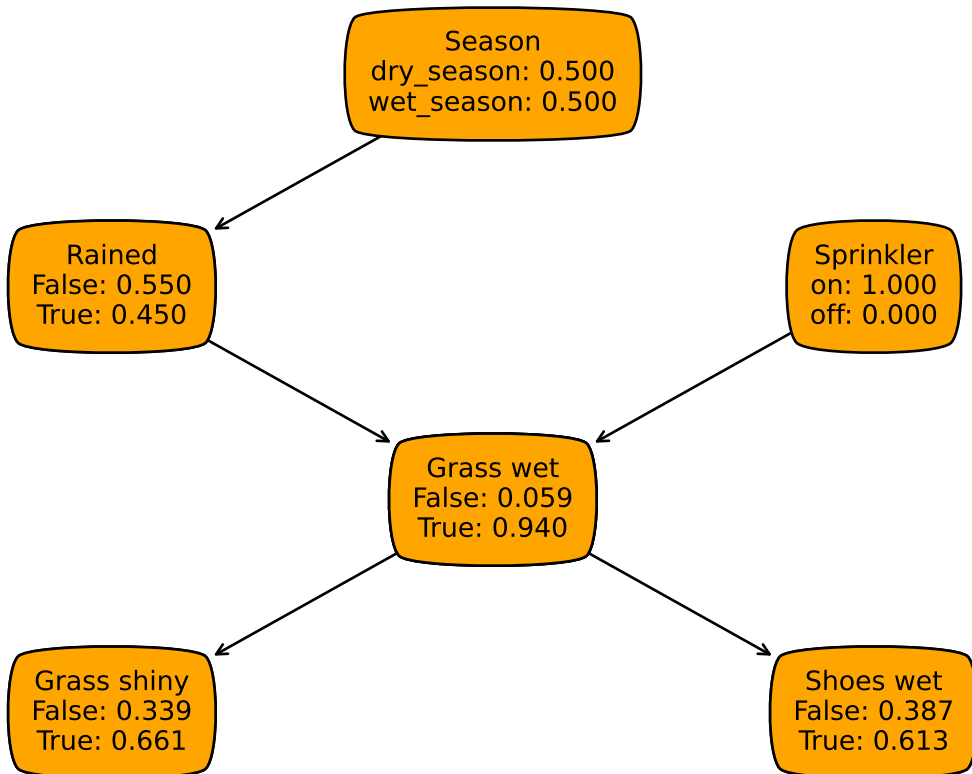 Season
dry_season: 0.500
wet_season: 0.500
Rained
False: 0.550
True: 0.450
Sprinkler
on: 1.000
off: 0.000
Grass wet
False: 0.059
True: 0.940
Grass shiny
False: 0.339
True: 0.661
Shoes wet
False: 0.387
True: 0.613